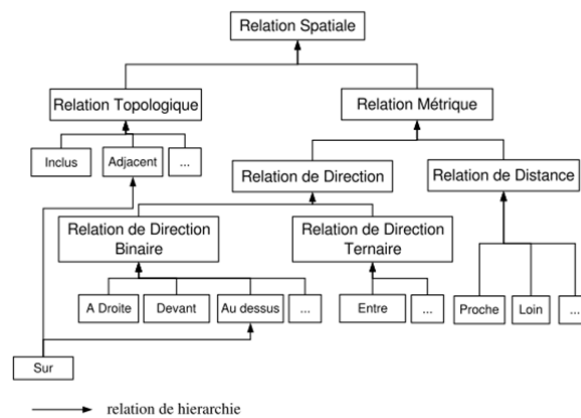 Relation Spatiale
Relation Topologique
Relation Métrique
Inclus
Adjacent
...
Relation de Direction
Relation de Distance
Relation de Direction
Binaire
Relation de Direction
Ternaire
A Droite
Devant
Au dessus
...
Entre
...
Proche
Loin
...
Sur
relation de hierarchie